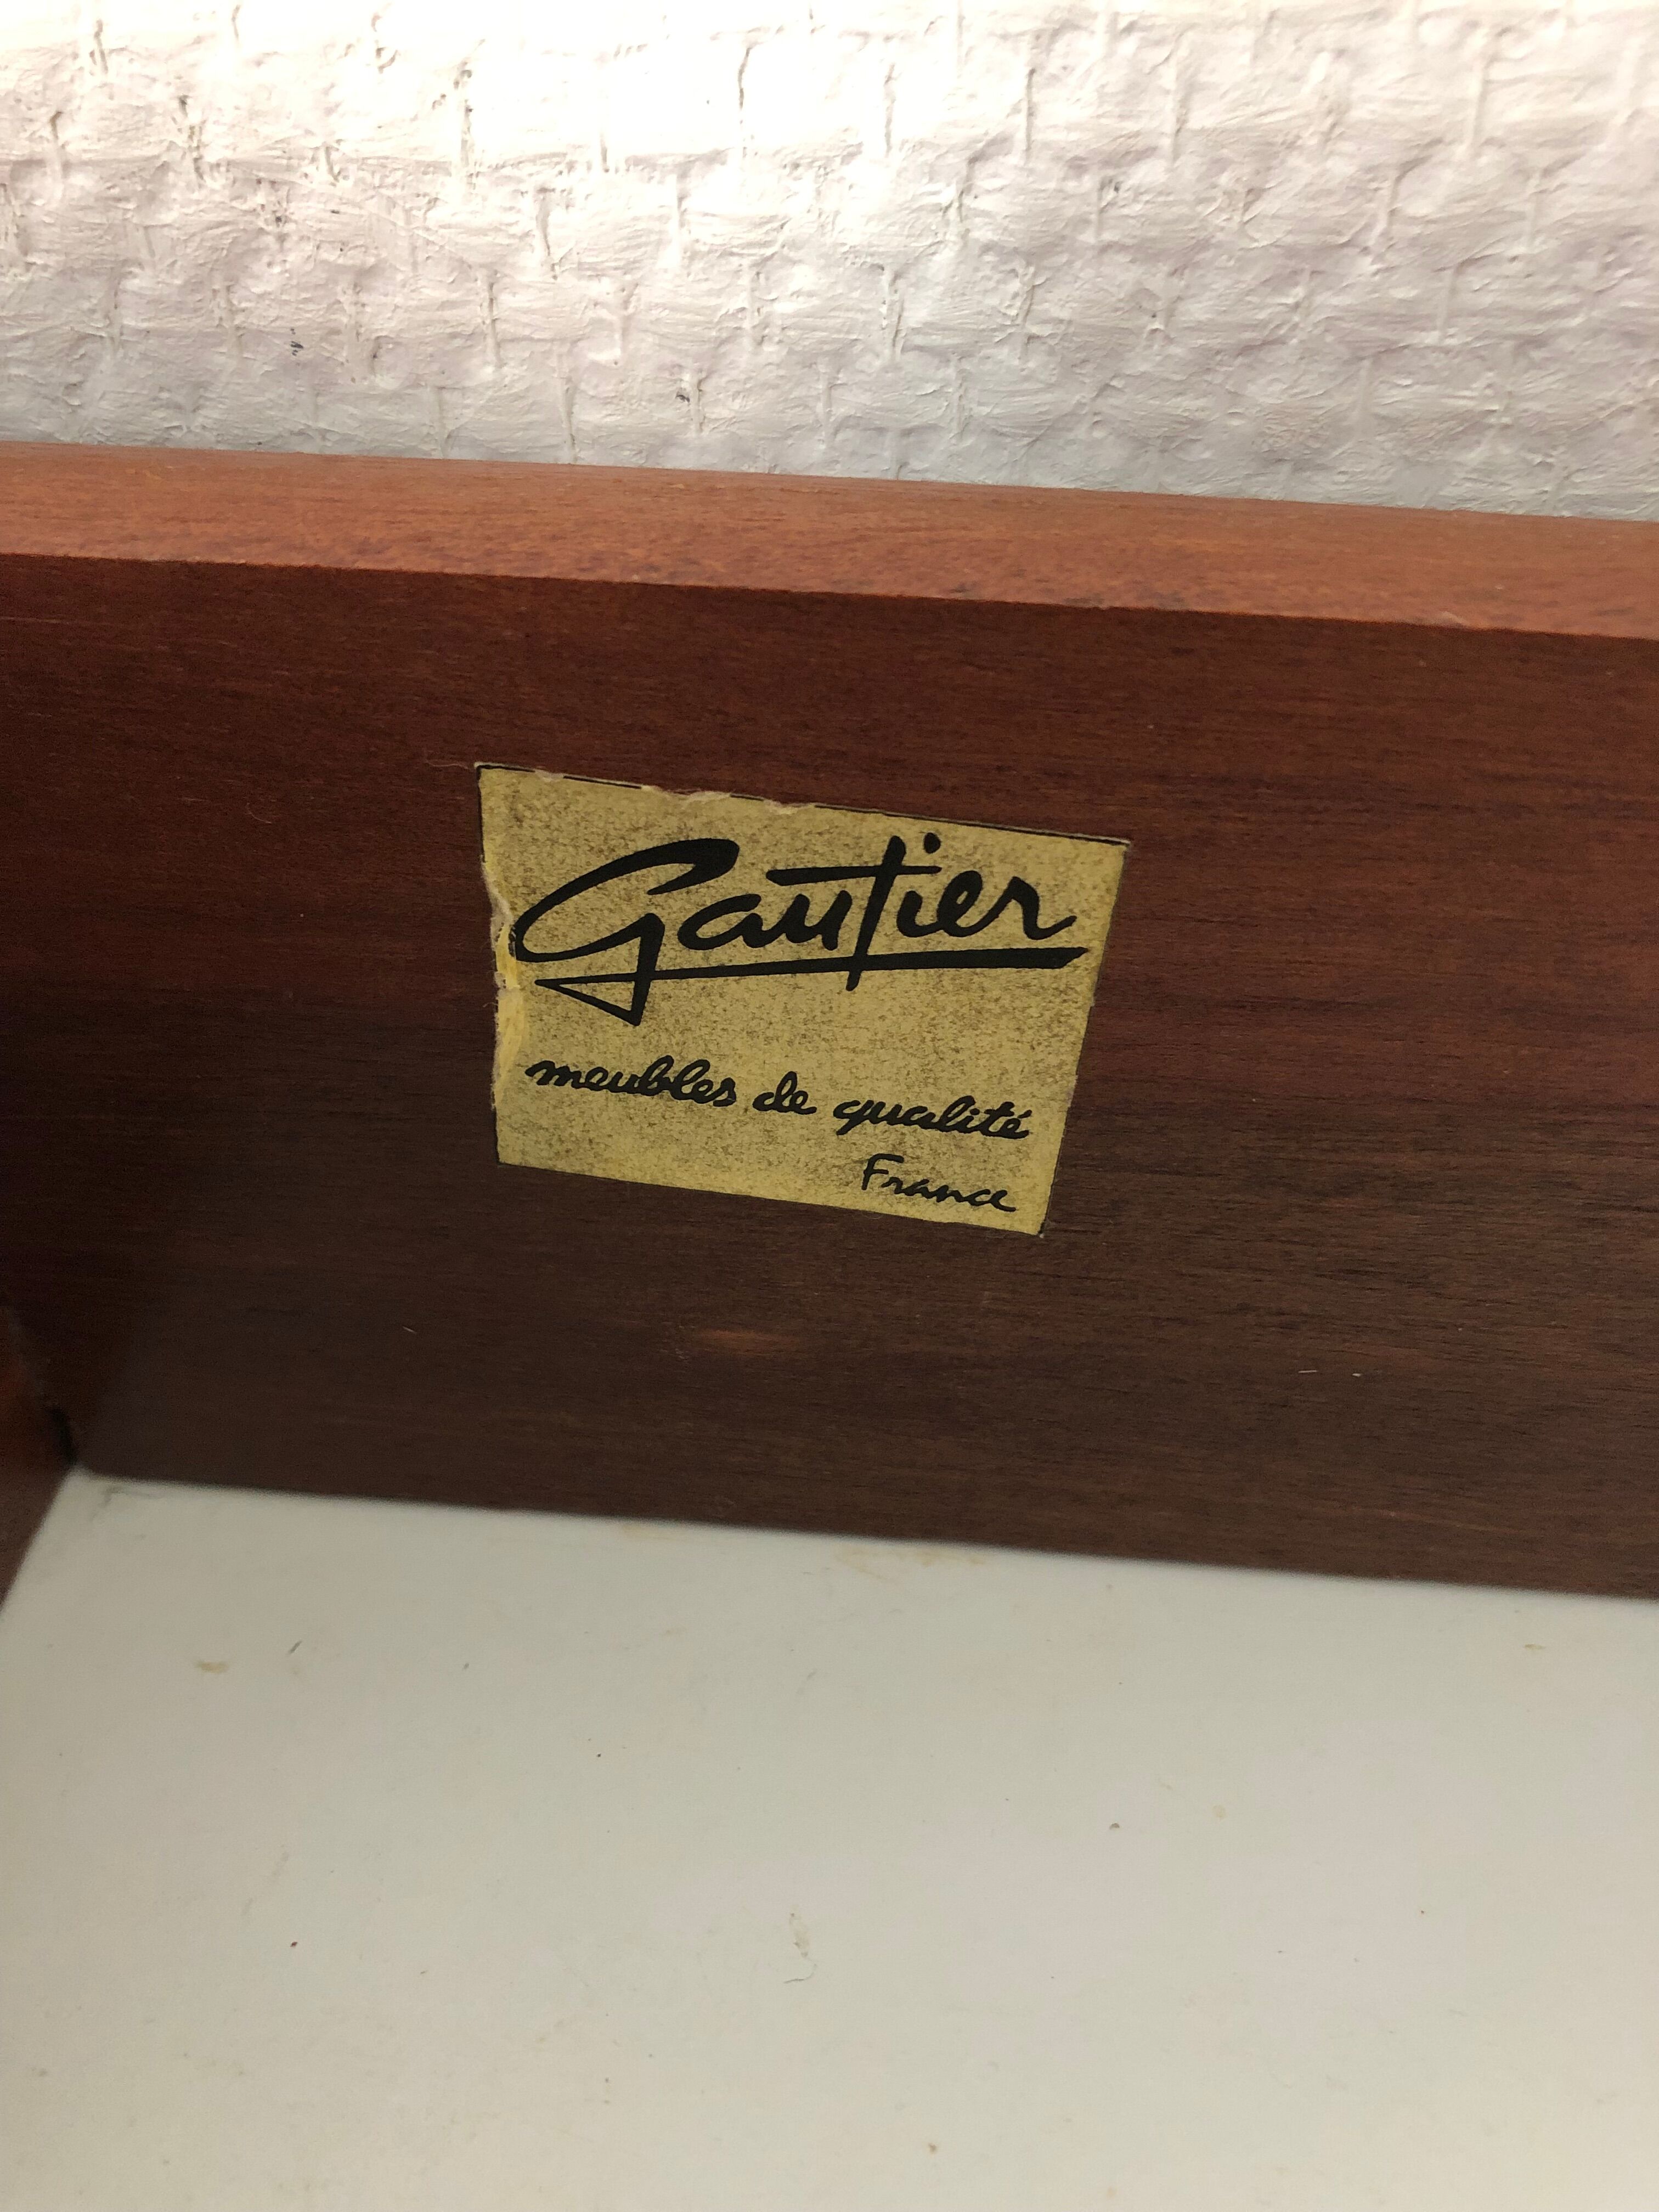 Gautier
meubles de qualité
France